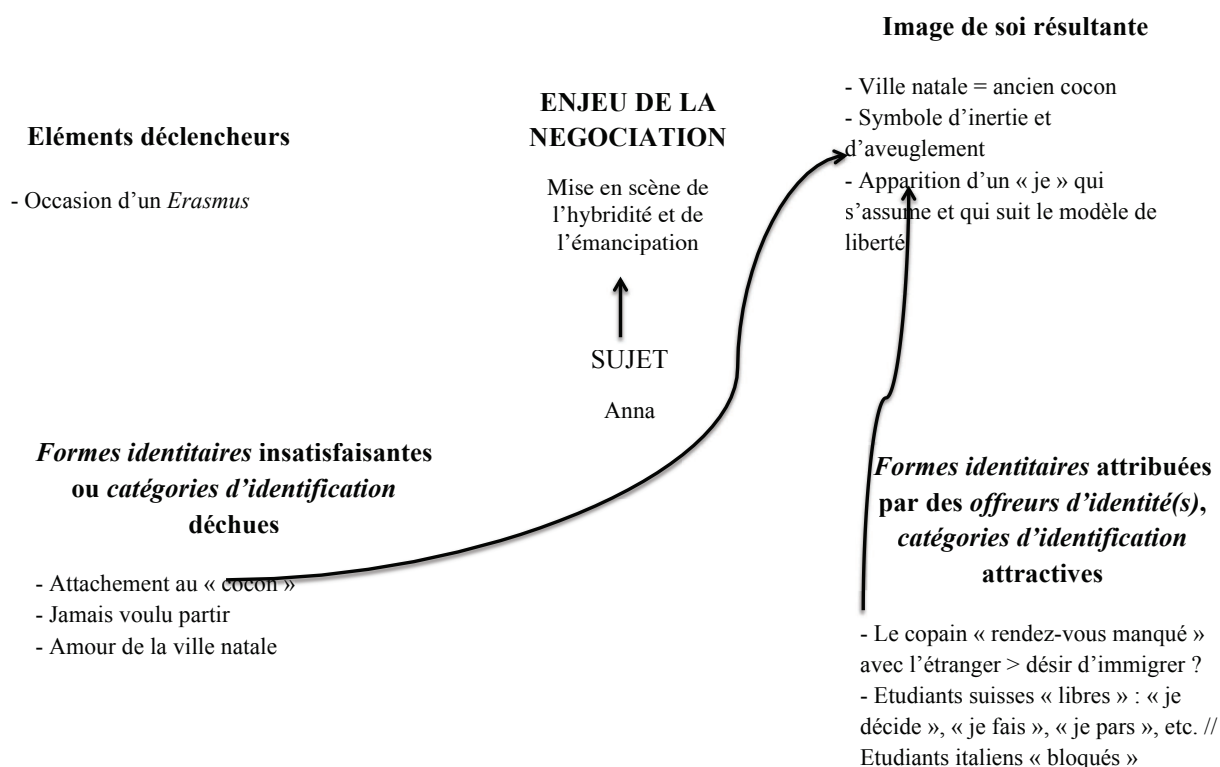 Image de soi résultante
- Ville natale = ancien cocon
- Symbole d’inertie et
d’aveuglement
- Apparition d’un « je » qui
s’assume et qui suit le modèle de
liberté
ENJEU DE LA
NEGOCIATION
Mise en scène de
l’hybridité et de
l’émancipation
Eléments déclencheurs
- Occasion d’un Erasmus
SUJET
Anna
Formes identitaires insatisfaisantes
ou catégories d’identification
déchues
- Attachement au « cocon »
- Jamais voulu partir
- Amour de la ville natale
Formes identitaires attribuées
par des offreurs d’identité(s),
catégories d’identification
attractives
- Le copain « rendez-vous manqué »
avec l’étranger > désir d’immigrer ?
- Etudiants suisses « libres » : « je
décide », « je fais », « je pars », etc. //
Etudiants italiens « bloqués »